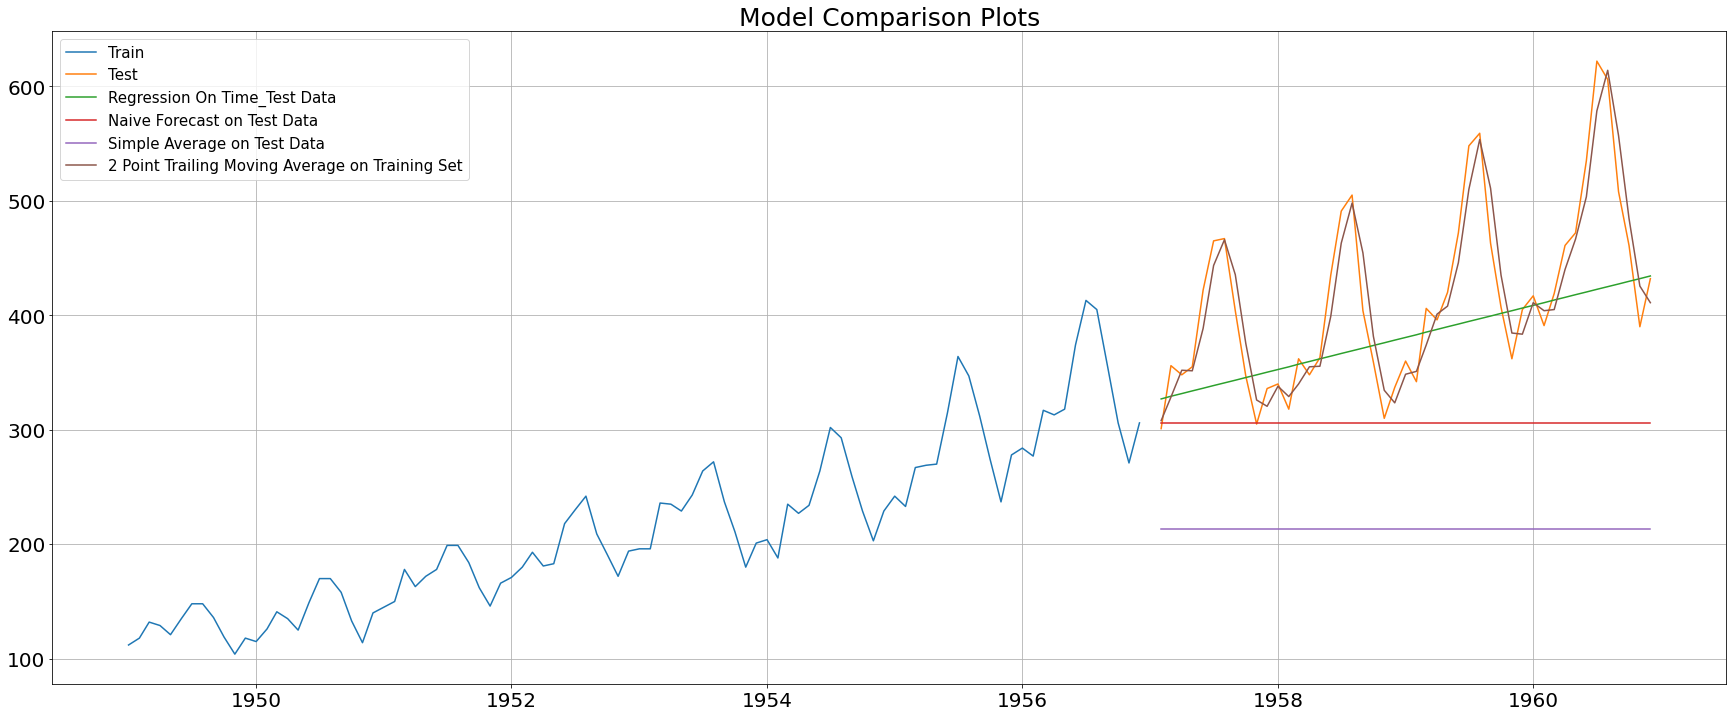 Model Comparison Plots
Train
Test
Regression On Time_Test Data
Naive Forecast on Test Data
Simple Average on Test Data
2 Point Trailing Moving Average on Training Set
600
500
400
300
200
100
1950 1952 1954 1956 1958 1960